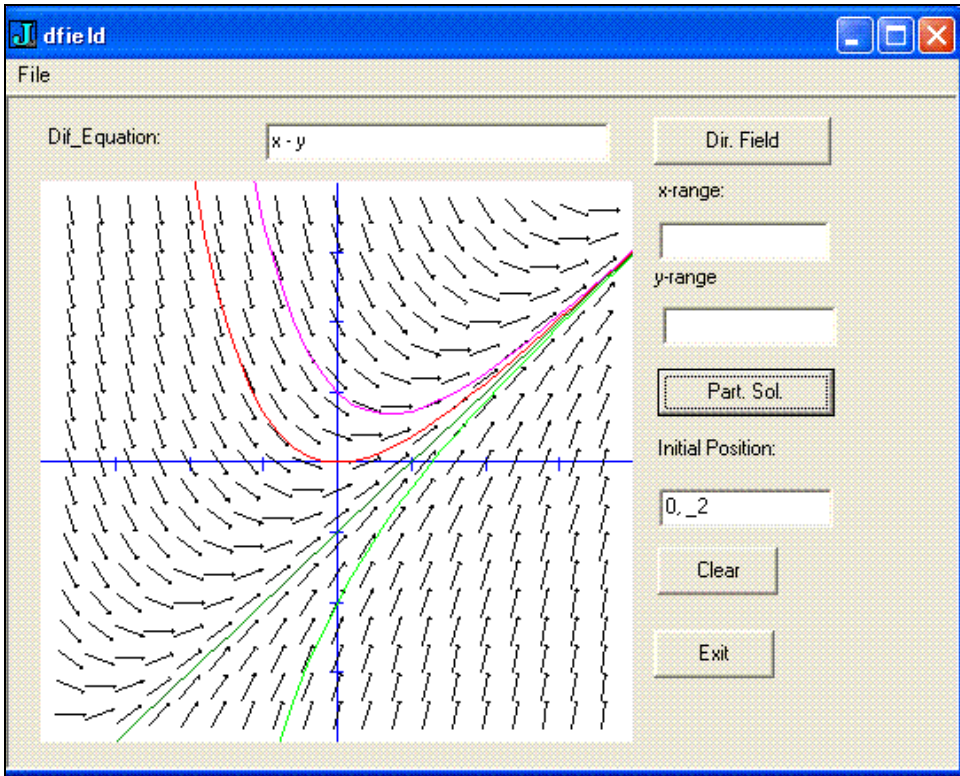 dfield
File
Dif_Equation:
x - y
Dir. Field
x-range:
y-range
Part. Sol.
Initial Position:
0, _2
Clear
Exit